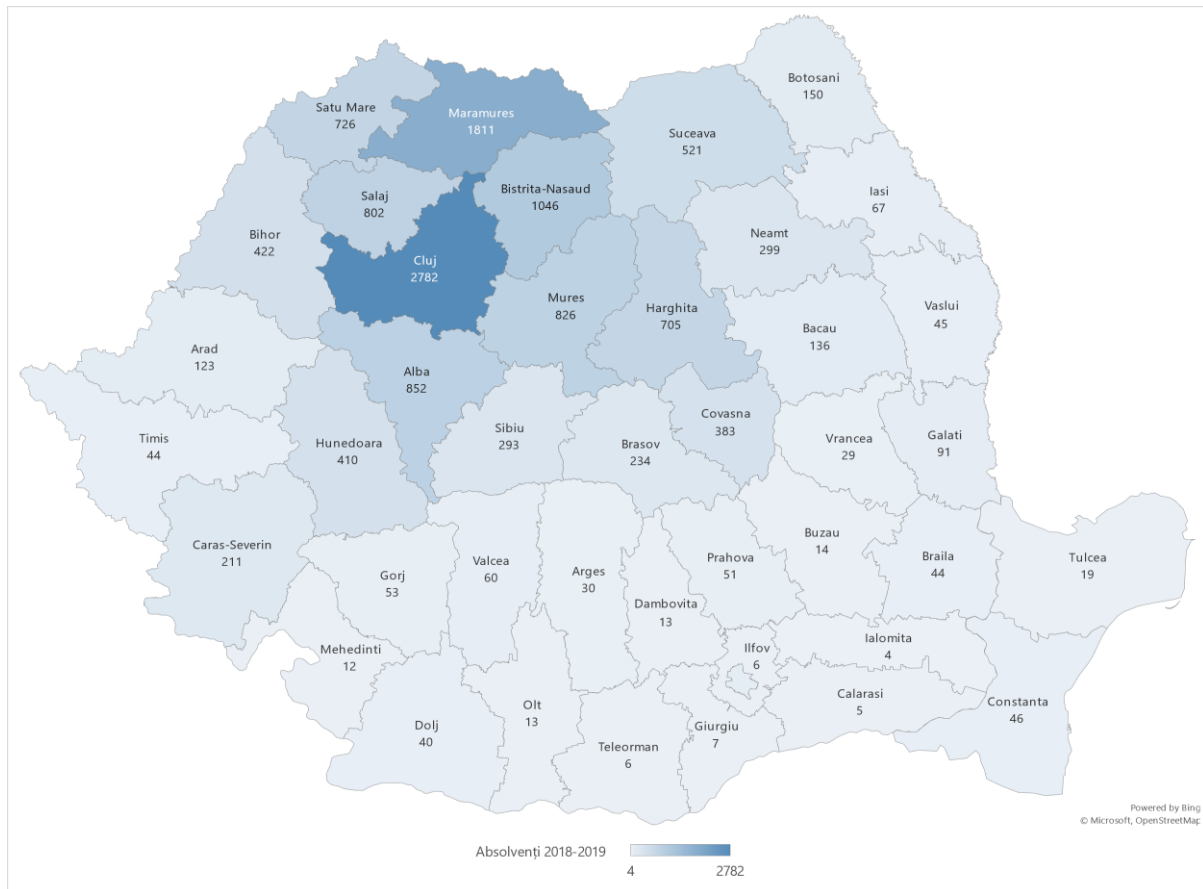 Botosani
150
Satu Mare
726
Maramures
1811
Suceava
521
Iasi
67
Salaj
802
Bistrita-Nasaud
1046
Neamt
299
Bihor
422
Cluj
2782
Mures
826
Harghita
705
Vaslui
45
Bacau
136
Arad
123
Alba
852
Covasna
383
Sibiu
293
Brasov
234
Vrancea
29
Galati
91
Timis
44
Hunedoara
410
Caras-Severin
211
Gorj
53
Valcea
60
Arges
30
Prahova
51
Buzau
14
Braila
44
Tulcea
19
Dambovita
13
Mehedinti
12
Ilfov
6
Ialomita
4
Calarasi
5
Constanta
46
Dolj
40
Olt
13
Teleorman
6
Giurgiu
7
Powered by Bing
© Microsoft, OpenStreetMap
Absolvenți 2018-2019
4 2782